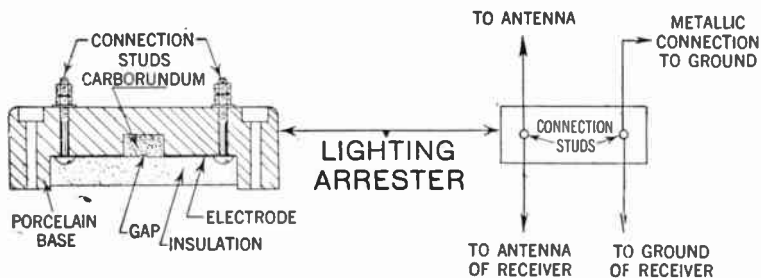 CONNECTION
STUDS
CARBORUNDUM
PORCELAIN
BASE
GAP
INSULATION
ELECTRODE
LIGHTING
ARRESTER
TO ANTENNA
METALLIC
CONNECTION
TO GROUND
CONNECTION
STUDS
TO ANTENNA
OF RECEIVER
TO GROUND
OF RECEIVER